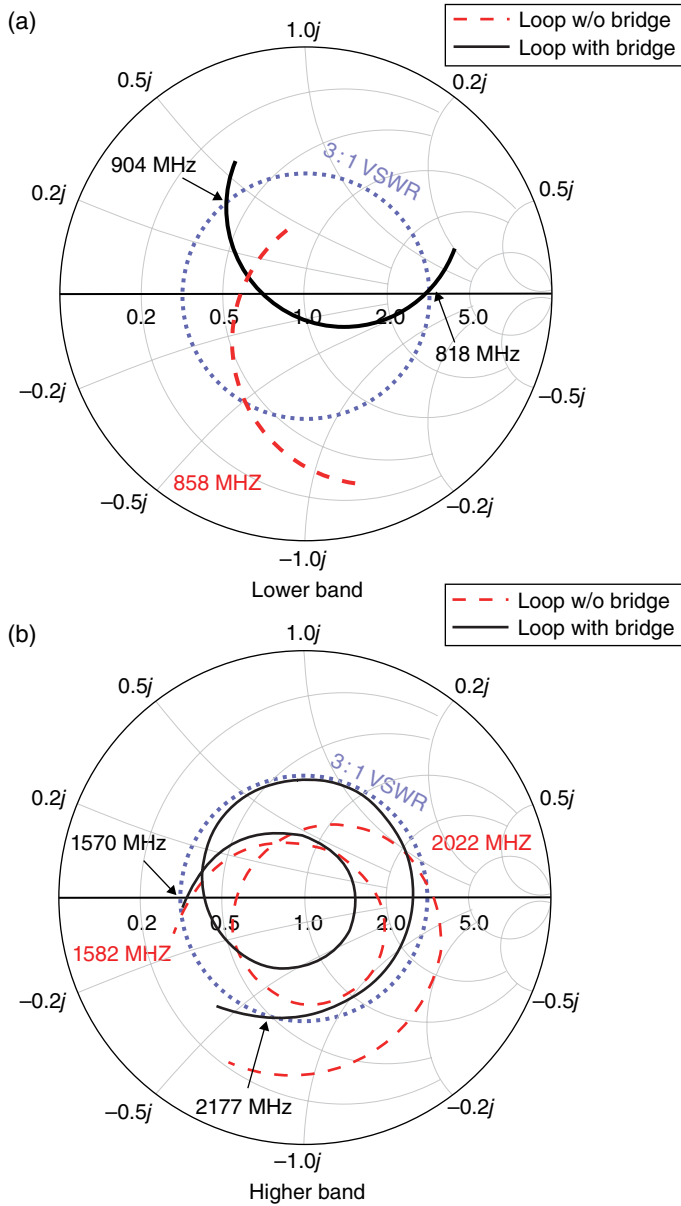 (a)
Loop w/o bridge
Loop with bridge
1.0j
0.5j
0.2j
904 MHz
3:1 VSWR
0.2j
0.5j
0.2
0.5
1.0
2.0
5.0
818 MHz
–0.2j
–0.5j
858 MHZ
–0.5j
–0.2j
–1.0j
Lower band
Loop w/o bridge
Loop with bridge
(b)
1.0j
0.5j
0.2j
3:1 VSWR
0.2j
0.5j
1570 MHz
2022 MHZ
0.2
0.5
1.0
2.0
5.0
1582 MHZ
–0.2j
–0.5j
2177 MHz
–0.5j
–0.2j
–1.0j
Higher band